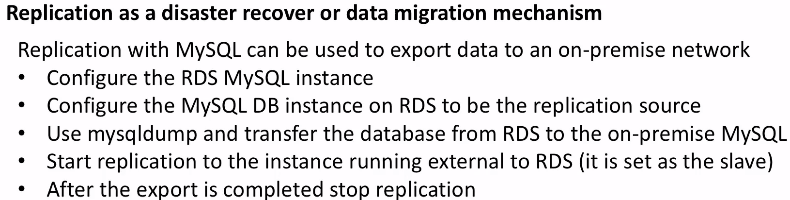 Replication as a disaster recover or data migration mechanism
Replication with MySQL can be used to export data to an on-premise network
• Configure the RDS MySQL instance
• Configure the MySQL DB instance on RDS to be the replication source
• Use mysqldump and transfer the database from RDS to the on-premise MySQL
• Start replication to the instance running external to RDS (it is set as the slave)
• After the export is completed stop replication